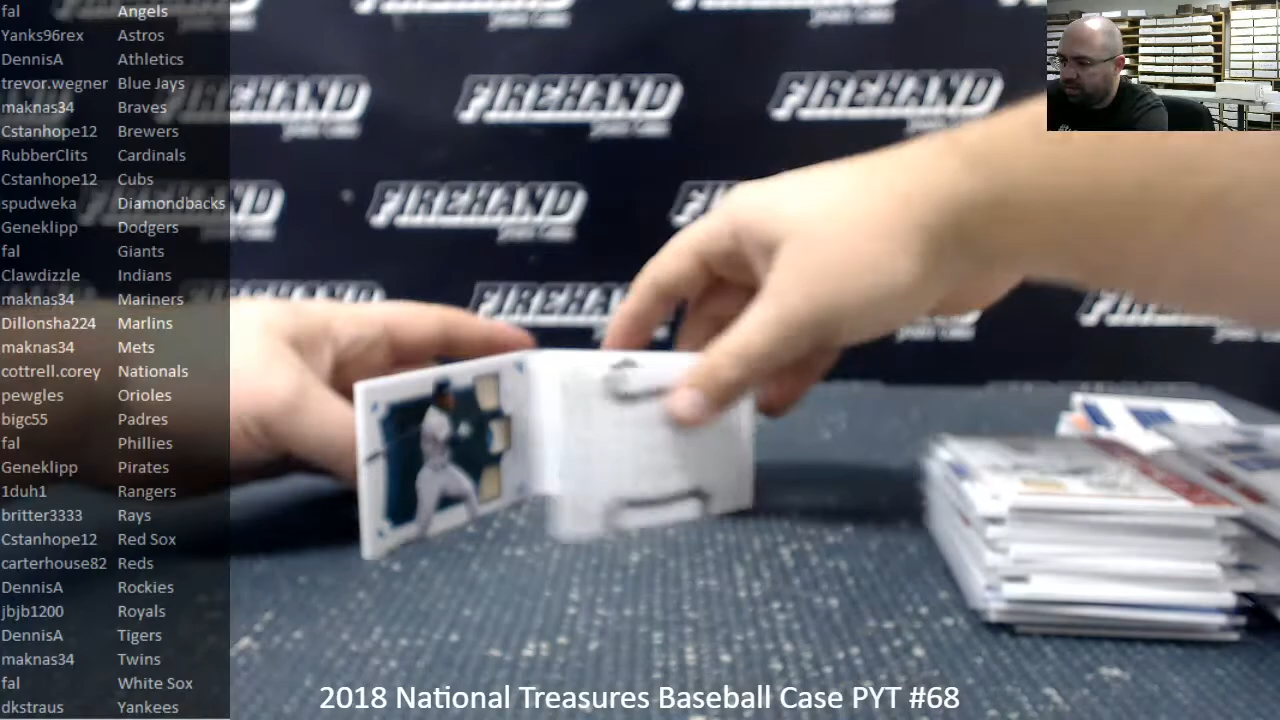 fal Angels
Yanks96rex Astros
DennisA Athletics
trevor.wegner Blue Jays
maknas34 Braves
Cstanhope12 Brewers
RubberClits Cardinals
Cstanhope12 Cubs
spudweka Diamondbacks
Geneklipp Dodgers
fal Giants
Clawdizzle Indians
maknas34 Mariners
Dillonsha224 Marlins
maknas34 Mets
cottrell.corey Nationals
pewgles Orioles
bigc55 Padres
fal Phillies
Geneklipp Pirates
1duh1 Rangers
britter3333 Rays
Cstanhope12 Red Sox
carterhouse82 Reds
DennisA Rockies
jbjb1200 Royals
DennisA Tigers
maknas34 Twins
fal White Sox
dkstraus Yankees
FIREHAND FIREHAND FIREHAND
FIREHAND FIREHAND
FIREHAND
2018 National Treasures Baseball Case PYT #68